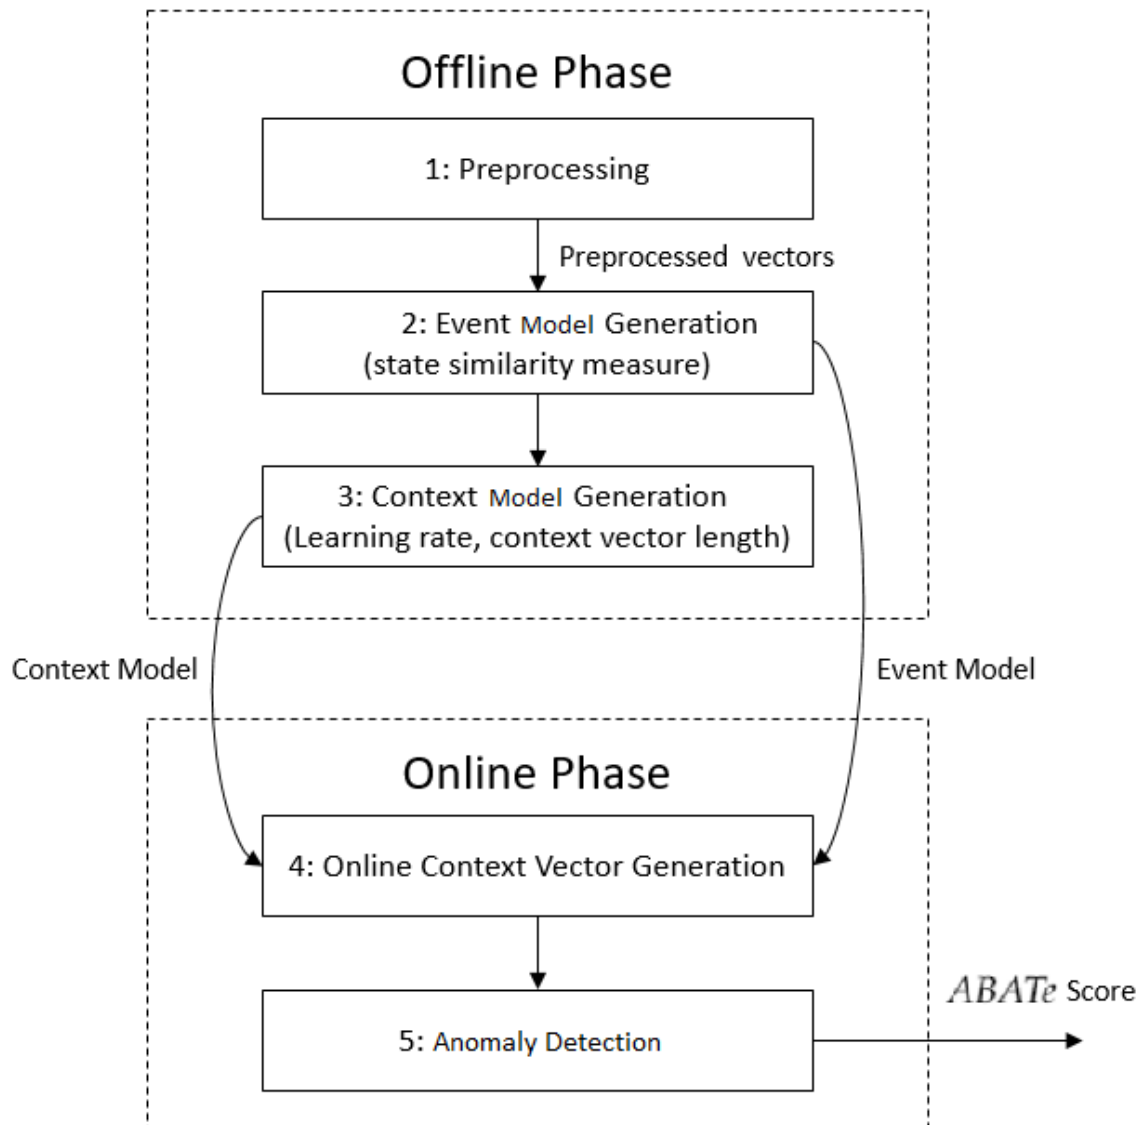 Offline Phase
1: Preprocessing
Preprocessed vectors
2: Event Model Generation
(state similarity measure)
3: Context Model Generation
(Learning rate, context vector length)
Context Model
Event Model
Online Phase
4: Online Context Vector Generation
ABATe Score
5: Anomaly Detection